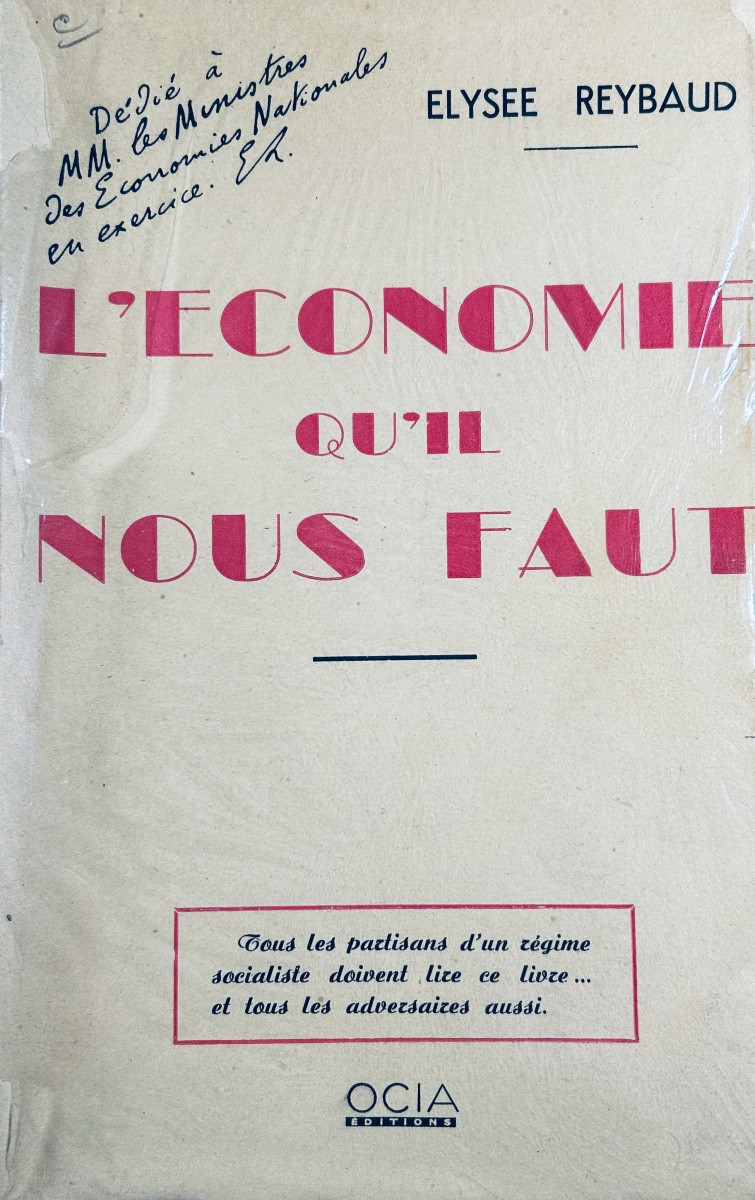 Dédié à
MM. les Ministres
des Economies Nationales
en exercice. ER.
ELYSEE REYBAUD
L'ECONOMIE
QU'IL
NOUS FAUT
Tous les partisans d'un régime
socialiste doivent lire ce livre...
et tous les adversaires aussi.
OCIA
ÉDITIONS